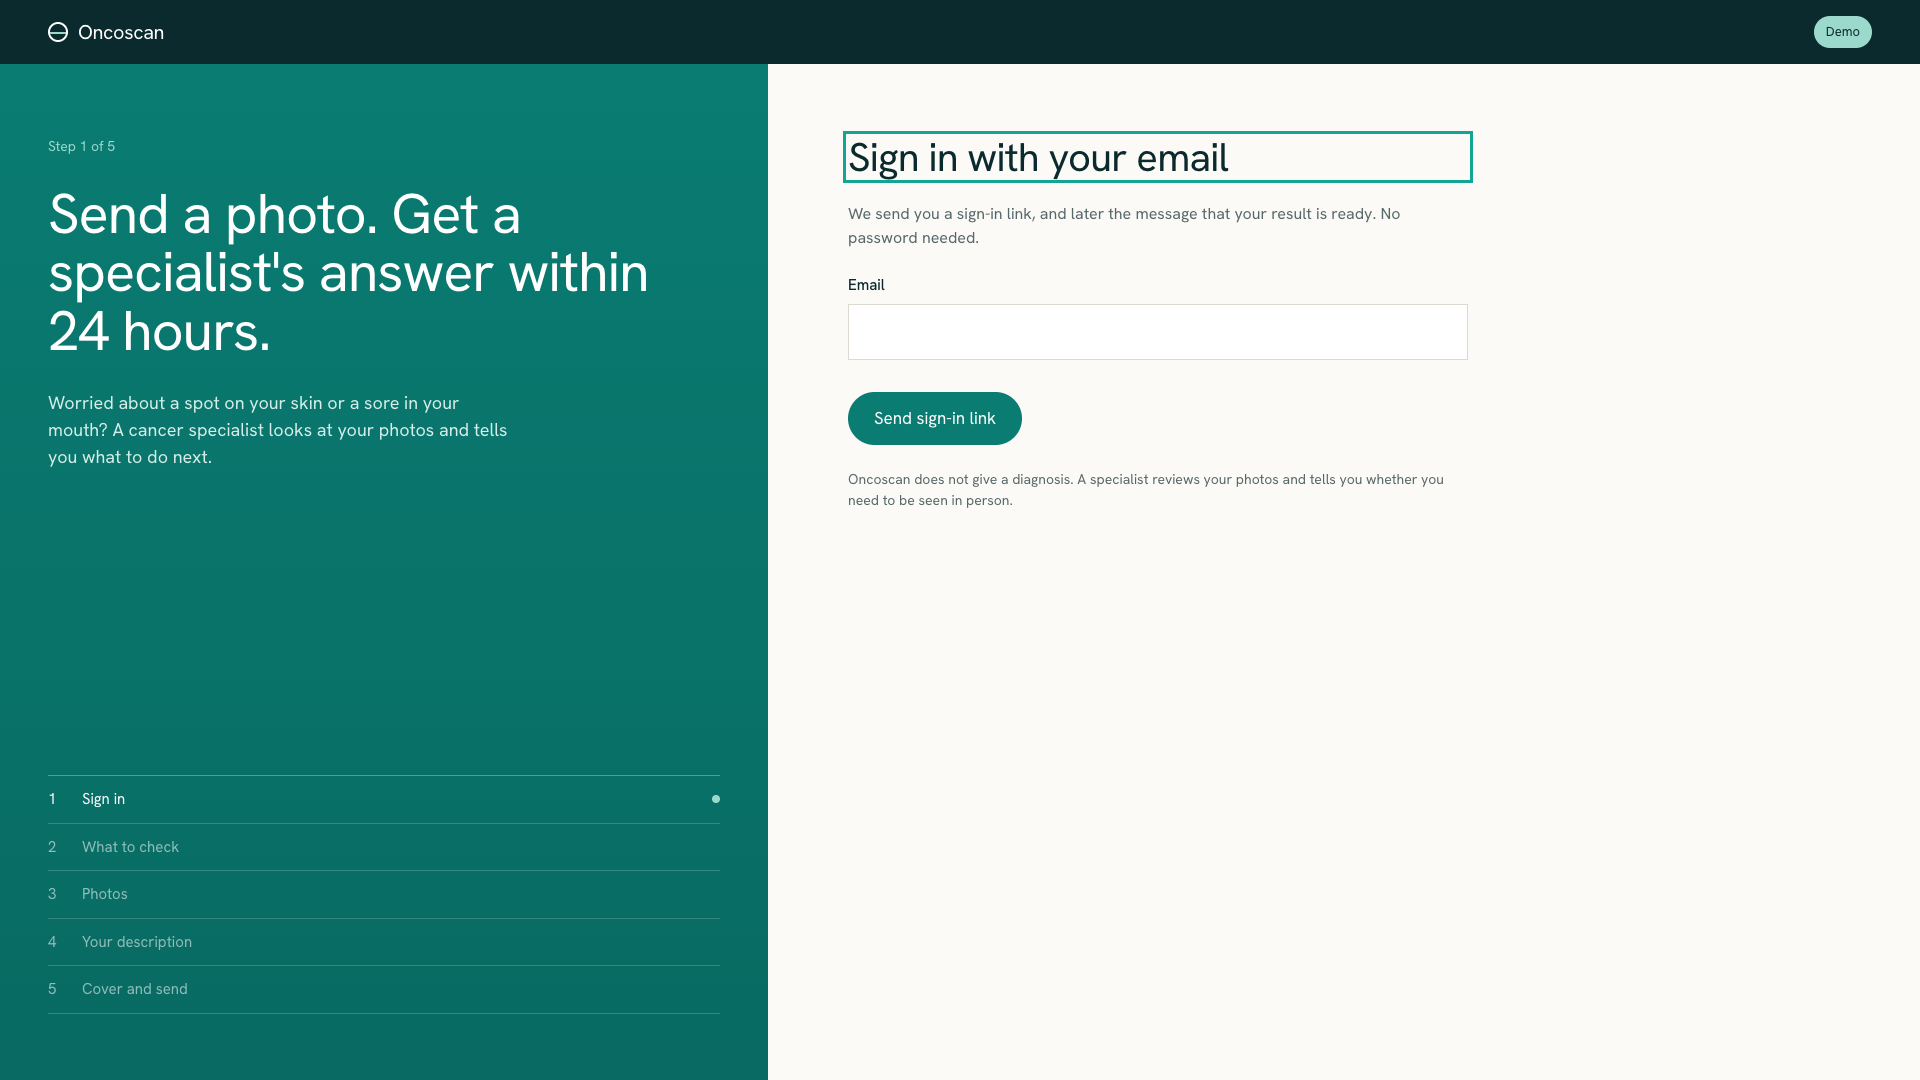 Oncoscan
Demo
Step 1 of 5
Send a photo. Get a
specialist's answer within
24 hours.
Worried about a spot on your skin or a sore in your
mouth? A cancer specialist looks at your photos and tells
you what to do next.
1 Sign in
2 What to check
3 Photos
4 Your description
5 Cover and send
Sign in with your email
We send you a sign-in link, and later the message that your result is ready. No
password needed.
Email
Send sign-in link
Oncoscan does not give a diagnosis. A specialist reviews your photos and tells you whether you
need to be seen in person.